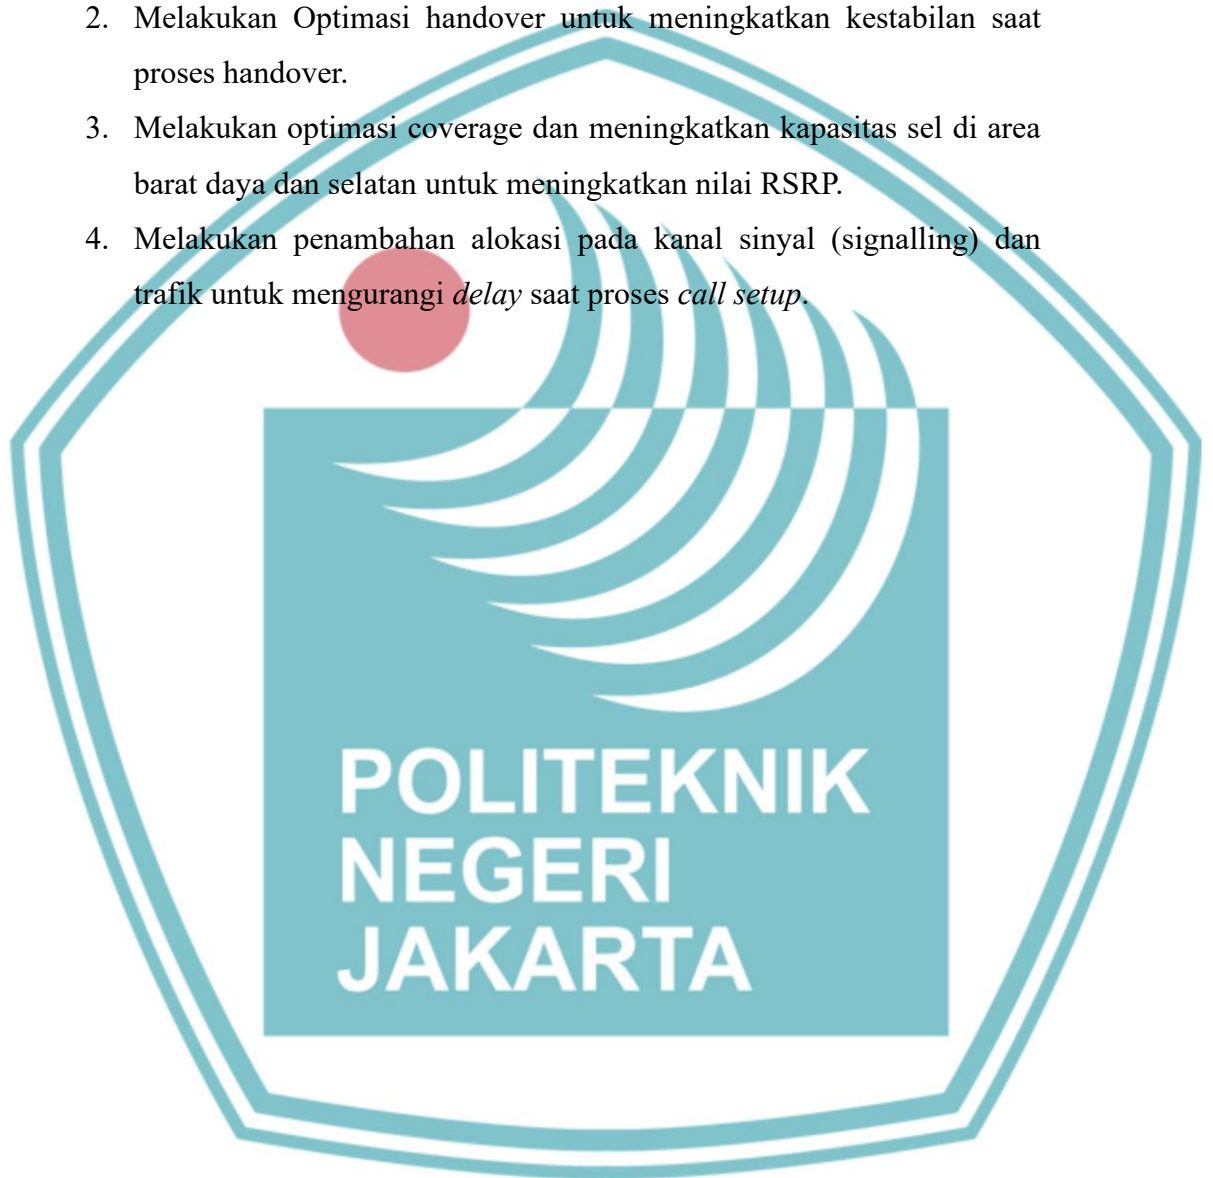 2. Melakukan Optimasi handover untuk meningkatkan kestabilan saat
proses handover.
3. Melakukan optimasi coverage dan meningkatkan kapasitas sel di area
barat daya dan selatan untuk meningkatkan nilai RSRP.
4. Melakukan penambahan alokasi pada kanal sinyal (signalling) dan
trafik untuk mengurangi delay saat proses call setup.
POLITEKNIK
NEGERI
JAKARTA